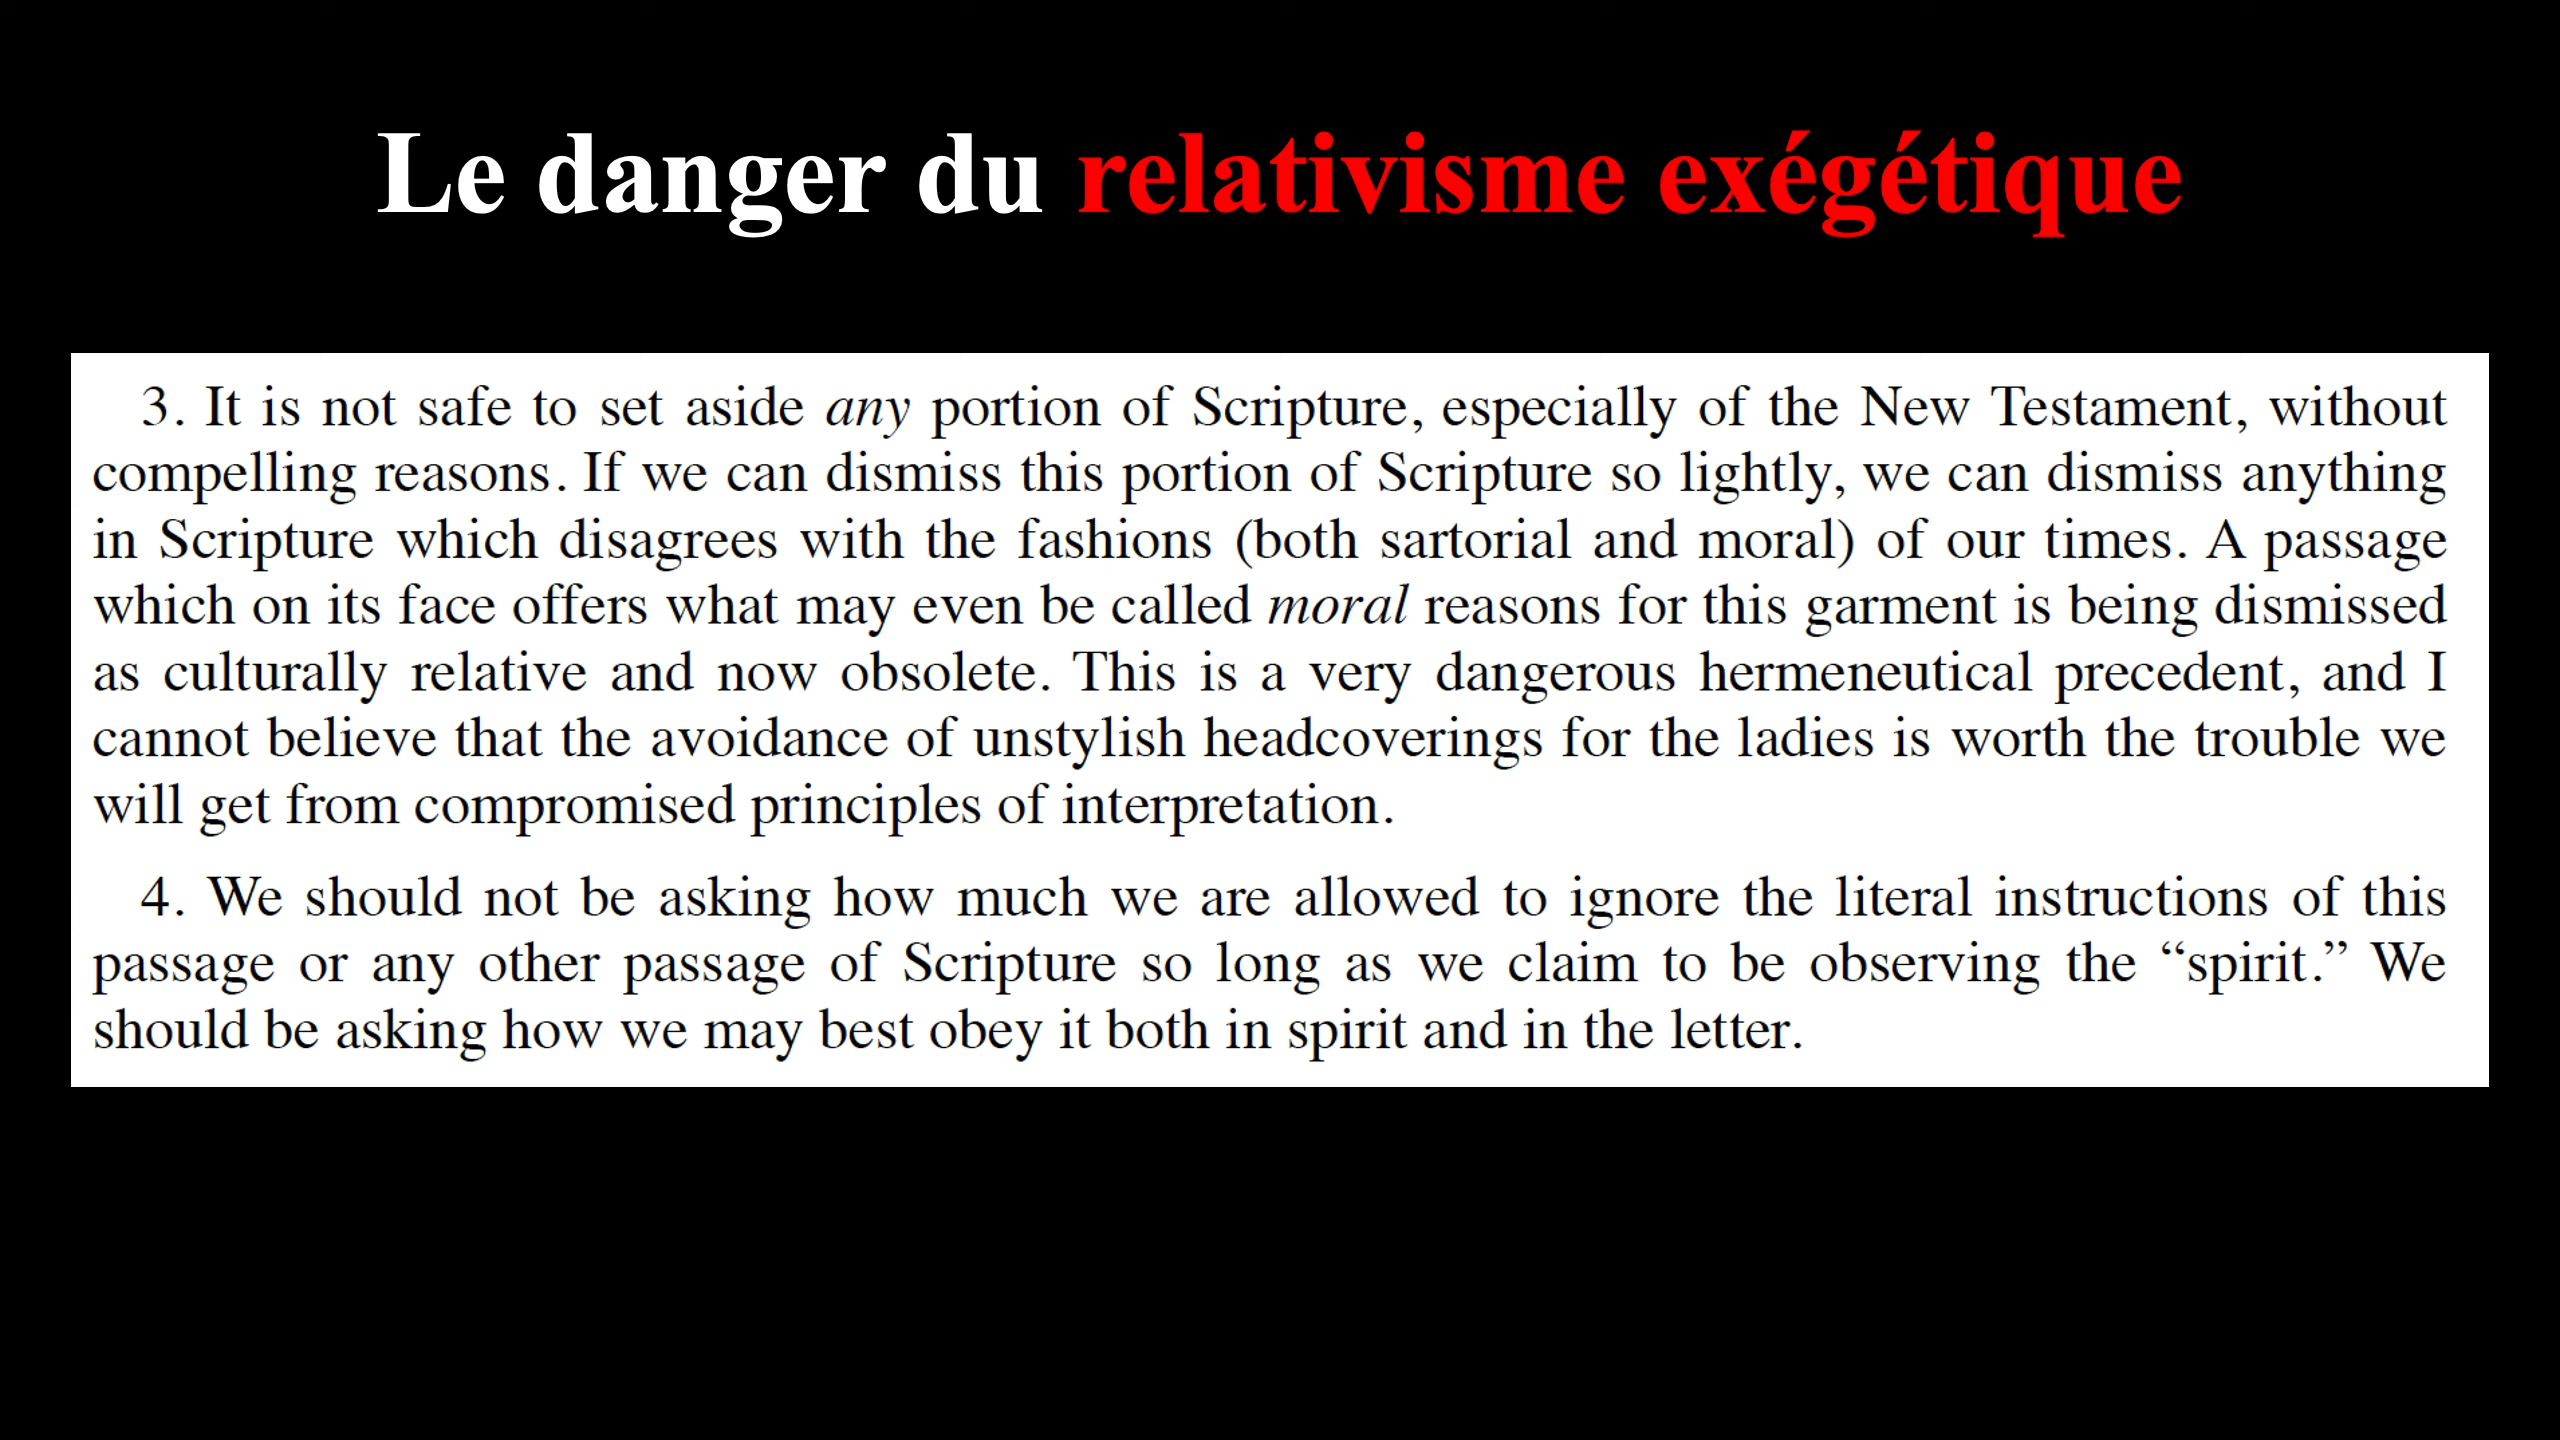 Le danger du relativisme exégétique
3. It is not safe to set aside any portion of Scripture, especially of the New Testament, without
compelling reasons. If we can dismiss this portion of Scripture so lightly, we can dismiss anything
in Scripture which disagrees with the fashions (both sartorial and moral) of our times. A passage
which on its face offers what may even be called moral reasons for this garment is being dismissed
as culturally relative and now obsolete. This is a very dangerous hermeneutical precedent, and I
cannot believe that the avoidance of unstylish headcoverings for the ladies is worth the trouble we
will get from compromised principles of interpretation.
4. We should not be asking how much we are allowed to ignore the literal instructions of this
passage or any other passage of Scripture so long as we claim to be observing the “spirit.” We
should be asking how we may best obey it both in spirit and in the letter.